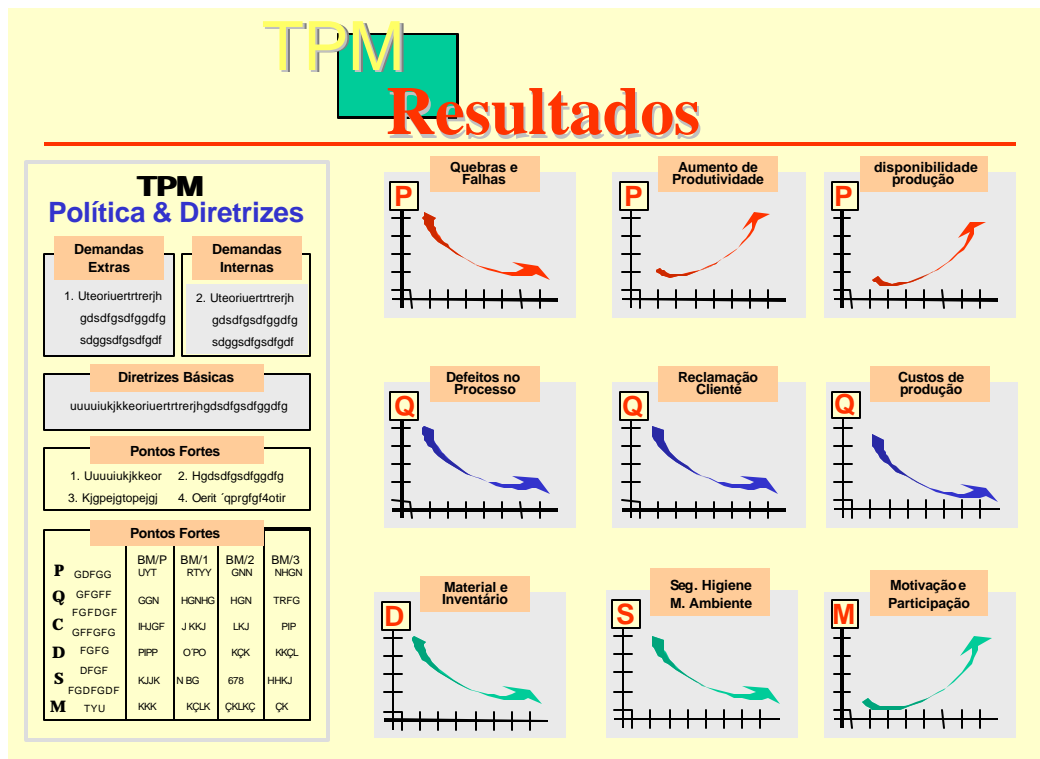 TPM
Resultados
TPM
Política & Diretrizes
Demandas
Extras
1. Uteoriuertrtrerjh
gdsdfgsdfggdfg
sdggsdfgsdfgdf
Demandas
Internas
2. Uteoriuertrtrerjh
gdsdfgsdfggdfg
sdggsdfgsdfgdf
Diretrizes Básicas
uuuuiukjkkeoriuertrtrerjhgdsdfgsdfggdfg
Pontos Fortes
1. Uuuuiukjkkeor 2. Hgdsdfgsdfggdfg
3. Kjgpejgtopejgj 4. Oerit ´qprgfgf4otir
Pontos Fortes
BM/P BM/1 BM/2 BM/3
P GDFGG UYT RTYY GNN NHGN
Q GFGFF GGN HGNHG HGN TRFG
FGFDGF
C GFFGFG IHJGF JKKJ LKJ PIP
D FGFG PIPP O´PO KÇK KKÇL
DFGF
S FGDFGDF KJJK N BG 678 HHKJ
M TYU KKK KÇLK ÇKLKÇ ÇK
Quebras e
Falhas
P
Aumento de
Produtividade
P
disponibilidade
produção
P
Defeitos no
Processo
Q
Reclamação
Cliente
Q
Custos de
produção
Q
Material e
Inventário
D
Seg. Higiene
M. Ambiente
S
Motivação e
Participação
M